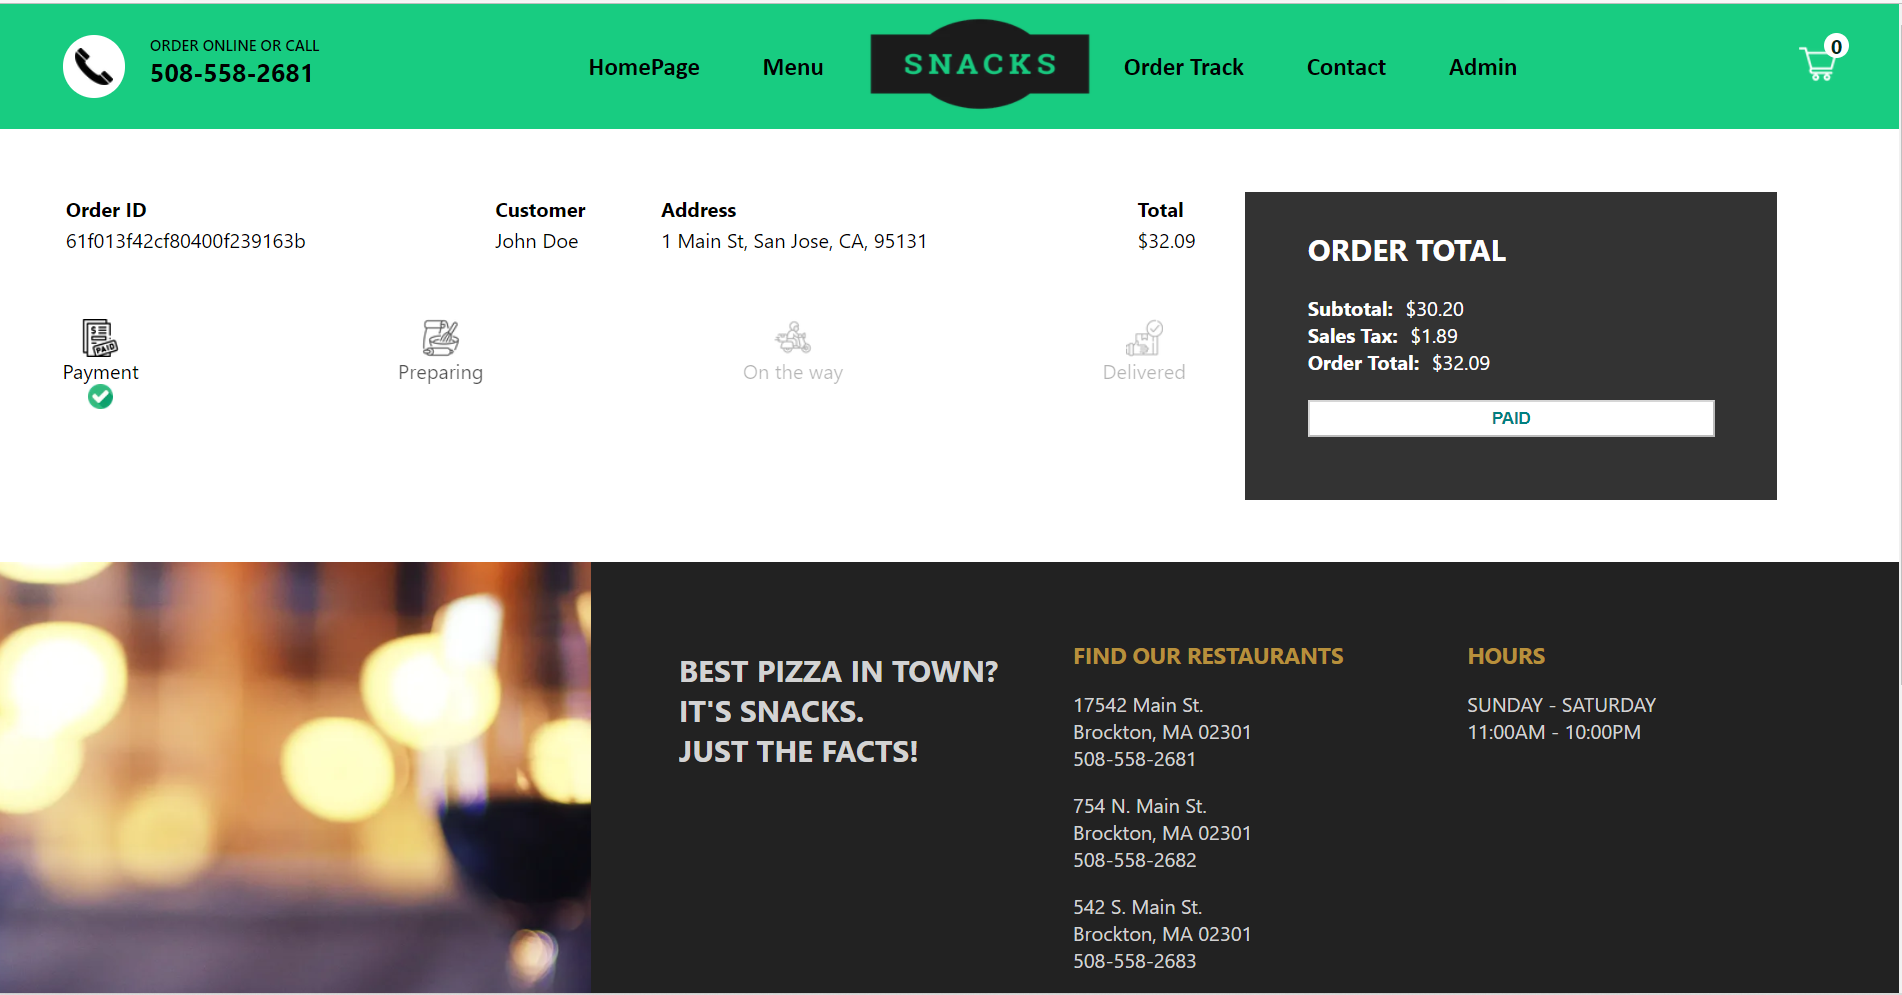 ORDER ONLINE OR CALL
508-558-2681
HomePage
Menu
SNACKS
Order Track
Contact
Admin
0
Order ID
61f013f42cf80400f239163b
Customer
John Doe
Address
1 Main St, San Jose, CA, 95131
Total
$32.09
PAID
Payment
Preparing
On the way
Delivered
ORDER TOTAL
Subtotal: $30.20
Sales Tax: $1.89
Order Total: $32.09
PAID
BEST PIZZA IN TOWN?
IT'S SNACKS.
JUST THE FACTS!
FIND OUR RESTAURANTS
17542 Main St.
Brockton, MA 02301
508-558-2681
754 N. Main St.
Brockton, MA 02301
508-558-2682
542 S. Main St.
Brockton, MA 02301
508-558-2683
HOURS
SUNDAY - SATURDAY
11:00AM - 10:00PM